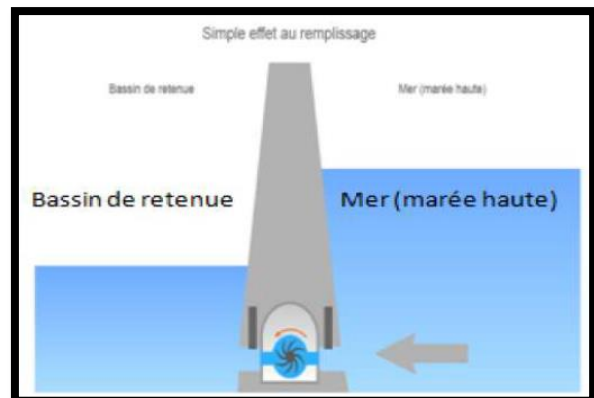 Simple effet au remplissage
Bassin de retenue
Mer (marée haute)
Bassin de retenue
Mer (marée haute)